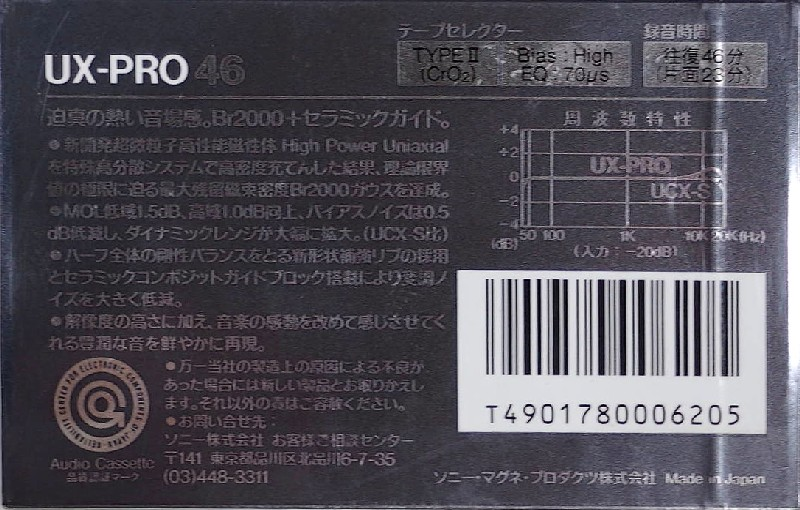 テープセレクター
録音時間
UX-PRO 46
TYPE II (CrO₂)
Bias : High EQ : 70μs
往復46分 (片面23分)
迫真の熱い音場感。Br2000+セラミックガイド。
●新開発超微粒子高性能磁性体 High Power Uniaxial
を特殊高分散システムで高密度充てんした結果、理論限界
値の極限に迫る最大残留磁束密度Br2000ガウスを達成。
●MOL低域1.5dB、高域1.0dB向上、バイアスノイズは0.5
dB低減し、ダイナミックレンジが大幅に拡大。(UCX-S比)
●ハーフ全体の剛性バランスをとる新形状補強リブの採用
とセラミックコンポジットガイドブロック搭載により変調ノ
イズを大きく低減。
●解像度の高さに加え、音楽の感動を改めて感じさせてく
れる豊潤な音を鮮やかに再現。
周波数特性
+4
+2
0
-2
-4
(dB)
UX-PRO
UCX-S
50 100 1K 10K 20K(Hz)
(入力：-20dB)
●万一当社の製造上の原因による不良が
あった場合には新しい製品とお取りかえし
ます。それ以外の責はご容赦ください。
●お問い合せ先：
ソニー株式会社 お客様ご相談センター
〒141 東京都品川区北品川6-7-35
(03)448-3311
RELIABILITY CENTER FOR ELECTRONIC COMPONENTS OF JAPAN
Audio Cassette
品質認証マーク
T4901780006205
ソニー・マグネ・プロダクツ株式会社 Made in Japan